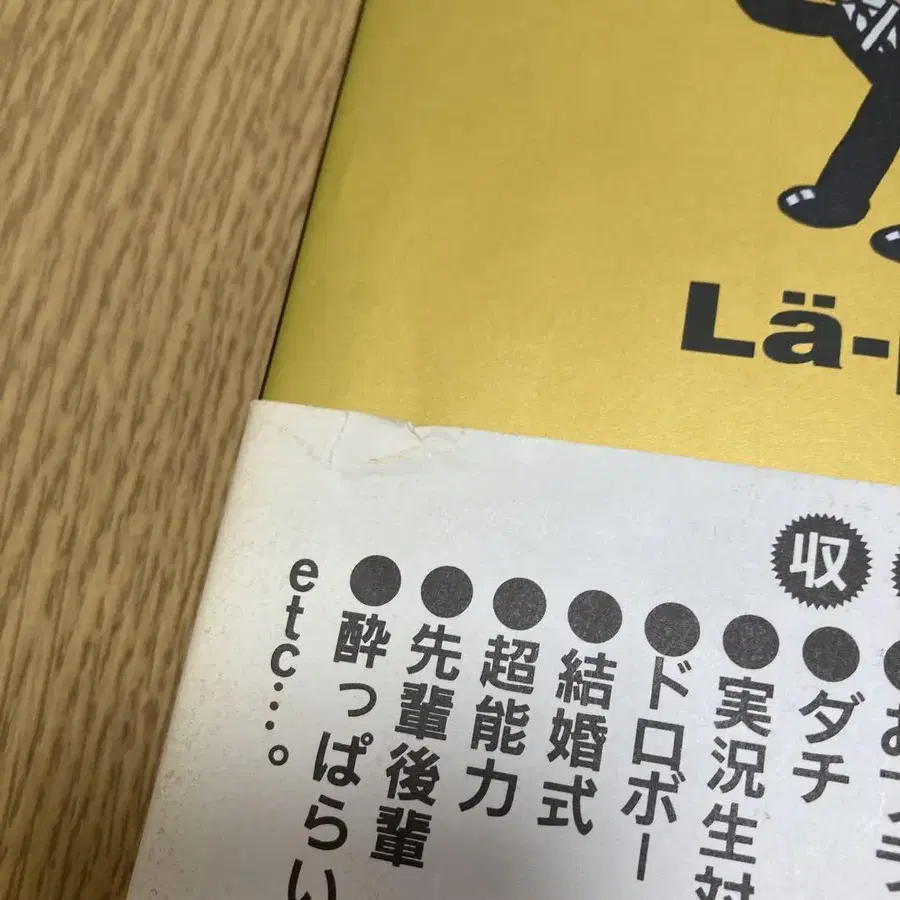 Lä-
収
●ダチ
●実況生対
●ドロボー
●結婚式
●超能力
●先輩後輩
●酔っぱらい
etc…。